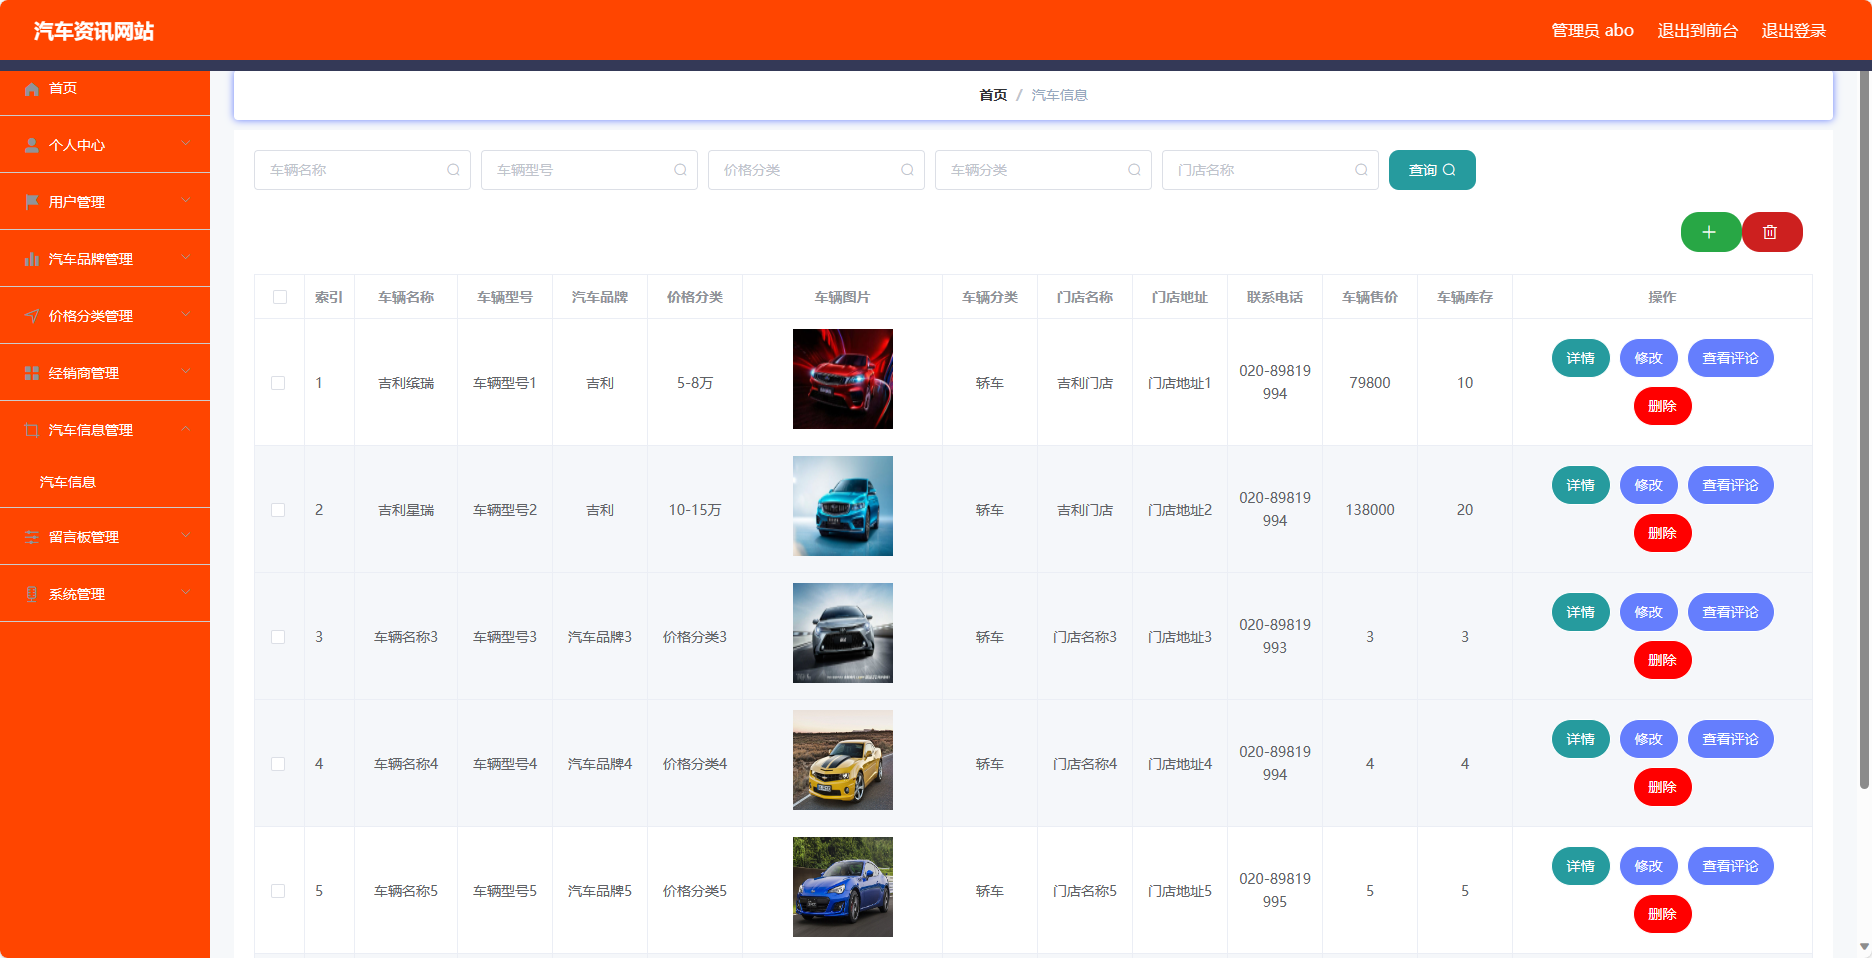 汽车资讯网站
管理员 abo 退出到前台 退出登录
首页
个人中心
用户管理
汽车品牌管理
价格分类管理
经销商管理
汽车信息管理
汽车信息
留言板管理
系统管理
首页 / 汽车信息
车辆名称 车辆型号 价格分类 车辆分类 门店名称 查询
索引 车辆名称 车辆型号 汽车品牌 价格分类 车辆图片 车辆分类 门店名称 门店地址 联系电话 车辆售价 车辆库存 操作
1 吉利缤瑞 车辆型号1 吉利 5-8万 轿车 吉利门店 门店地址1 020-89819
994 79800 10 详情 修改 查看评论
删除
2 吉利星瑞 车辆型号2 吉利 10-15万 轿车 吉利门店 门店地址2 020-89819
994 138000 20 详情 修改 查看评论
删除
3 车辆名称3 车辆型号3 汽车品牌3 价格分类3 轿车 门店名称3 门店地址3 020-89819
993 3 3 详情 修改 查看评论
删除
4 车辆名称4 车辆型号4 汽车品牌4 价格分类4 轿车 门店名称4 门店地址4 020-89819
994 4 4 详情 修改 查看评论
删除
5 车辆名称5 车辆型号5 汽车品牌5 价格分类5 轿车 门店名称5 门店地址5 020-89819
995 5 5 详情 修改 查看评论
删除